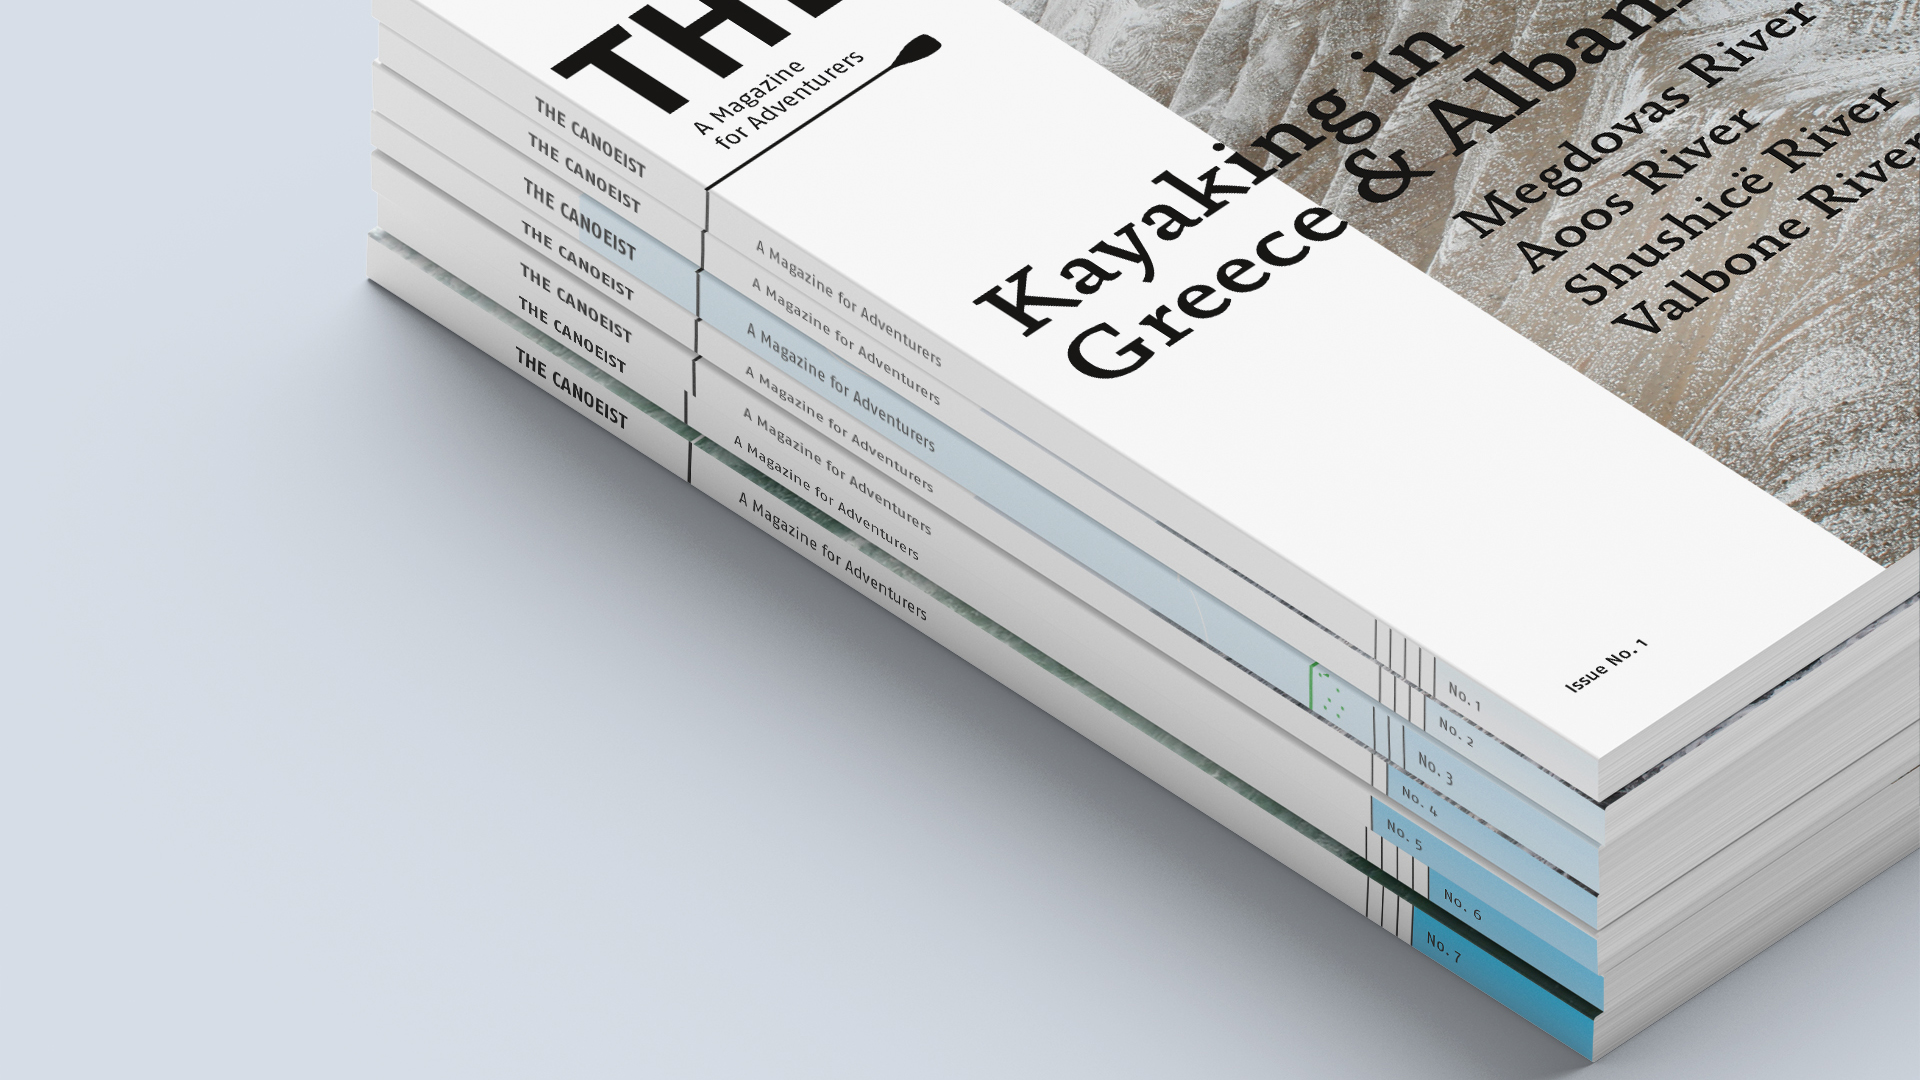 THE
A Magazine
for Adventurers
Kayaking in
Greece &
Megdovas River
Aoos River
Shushicë River
Valbone River
Issue No. 1
THE CANOEIST A Magazine for Adventurers No. 1
THE CANOEIST A Magazine for Adventurers No. 2
THE CANOEIST A Magazine for Adventurers No. 3
THE CANOEIST A Magazine for Adventurers No. 4
THE CANOEIST A Magazine for Adventurers No. 5
THE CANOEIST A Magazine for Adventurers No. 6
THE CANOEIST A Magazine for Adventurers No. 7